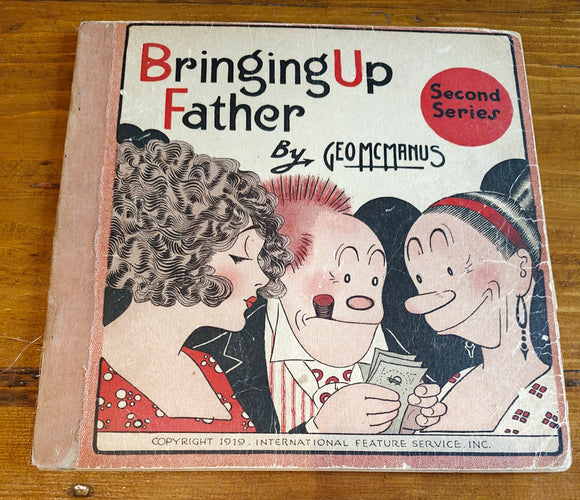 Bringing Up
Father
By GEO McMANUS
Second
Series
$
COPYRIGHT 1919. INTERNATIONAL FEATURE SERVICE. INC.